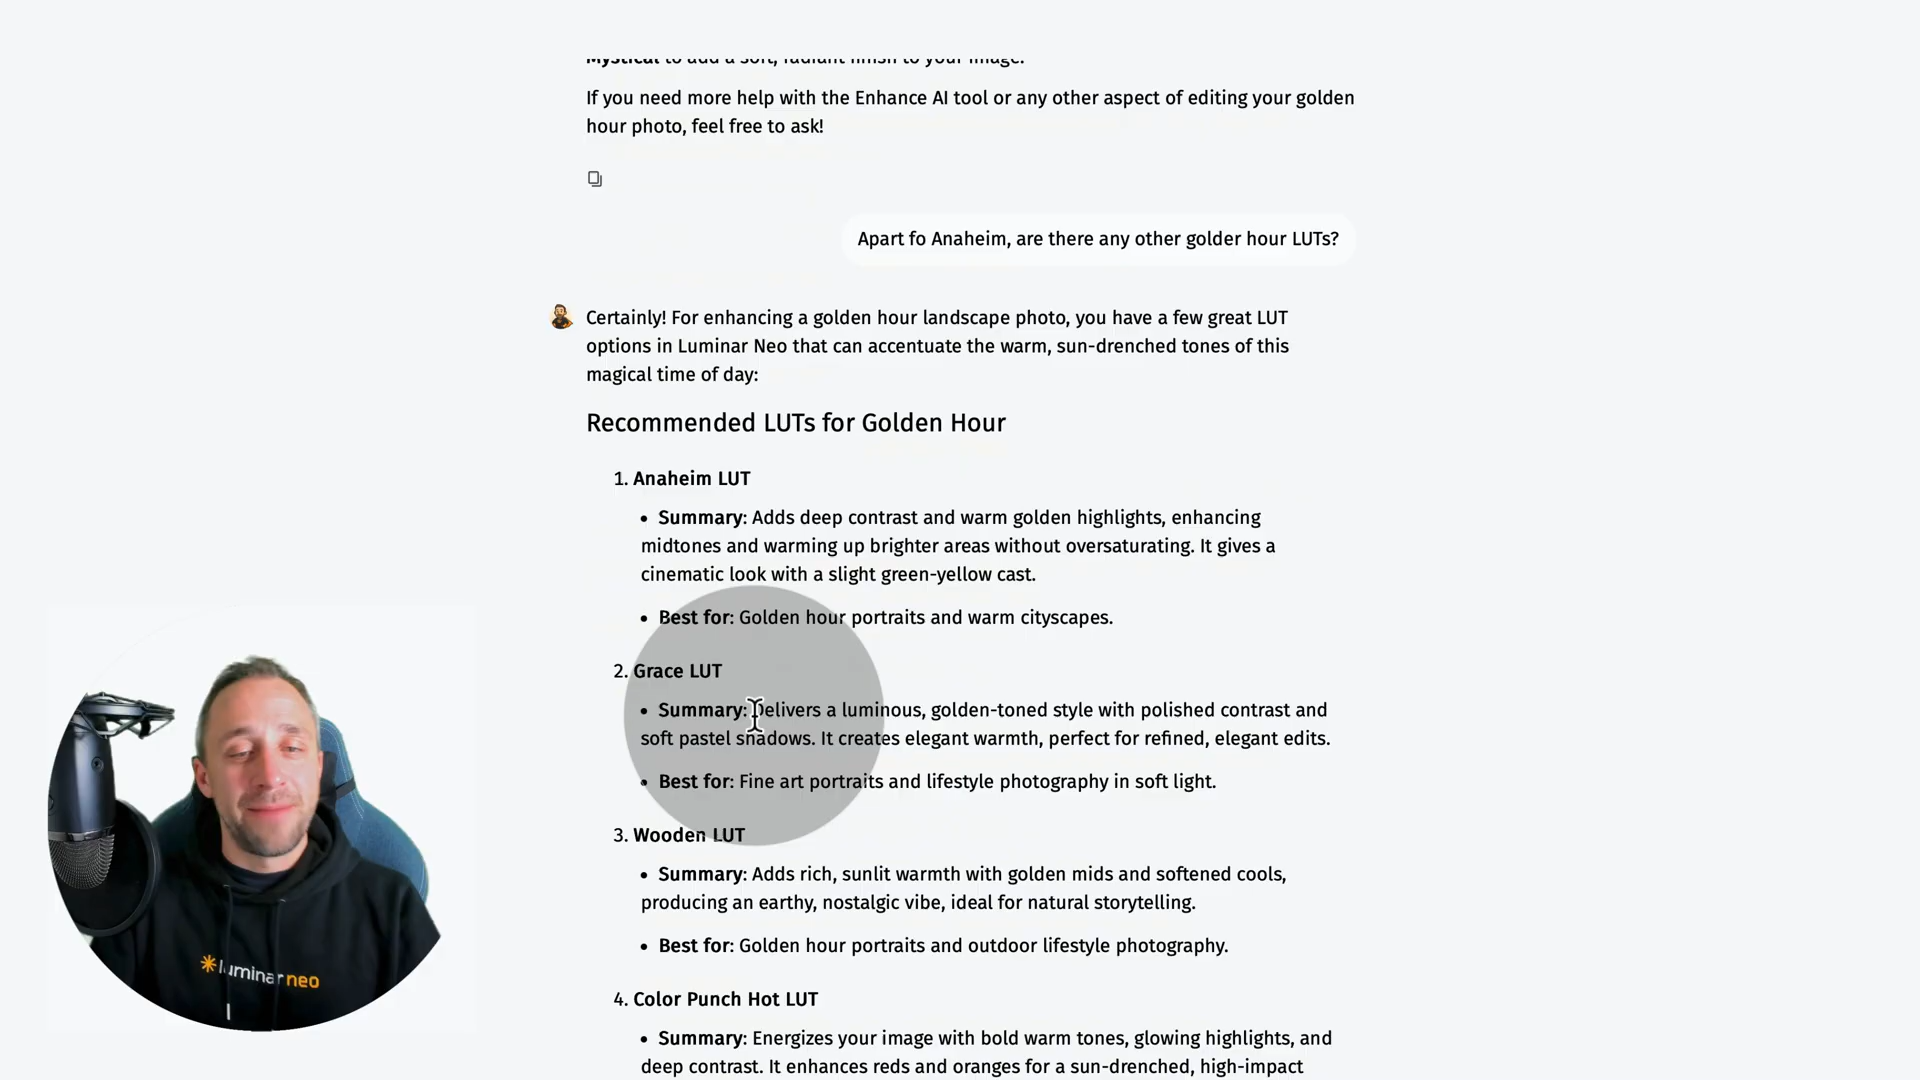 Mystical to add a soft, radiant finish to your image.
If you need more help with the Enhance AI tool or any other aspect of editing your golden
hour photo, feel free to ask!
Apart fo Anaheim, are there any other golder hour LUTs?
Certainly! For enhancing a golden hour landscape photo, you have a few great LUT
options in Luminar Neo that can accentuate the warm, sun-drenched tones of this
magical time of day:
Recommended LUTs for Golden Hour
1. Anaheim LUT
• Summary: Adds deep contrast and warm golden highlights, enhancing
midtones and warming up brighter areas without oversaturating. It gives a
cinematic look with a slight green-yellow cast.
• Best for: Golden hour portraits and warm cityscapes.
2. Grace LUT
• Summary: Delivers a luminous, golden-toned style with polished contrast and
soft pastel shadows. It creates elegant warmth, perfect for refined, elegant edits.
• Best for: Fine art portraits and lifestyle photography in soft light.
3. Wooden LUT
• Summary: Adds rich, sunlit warmth with golden mids and softened cools,
producing an earthy, nostalgic vibe, ideal for natural storytelling.
• Best for: Golden hour portraits and outdoor lifestyle photography.
4. Color Punch Hot LUT
• Summary: Energizes your image with bold warm tones, glowing highlights, and
deep contrast. It enhances reds and oranges for a sun-drenched, high-impact
luminar neo